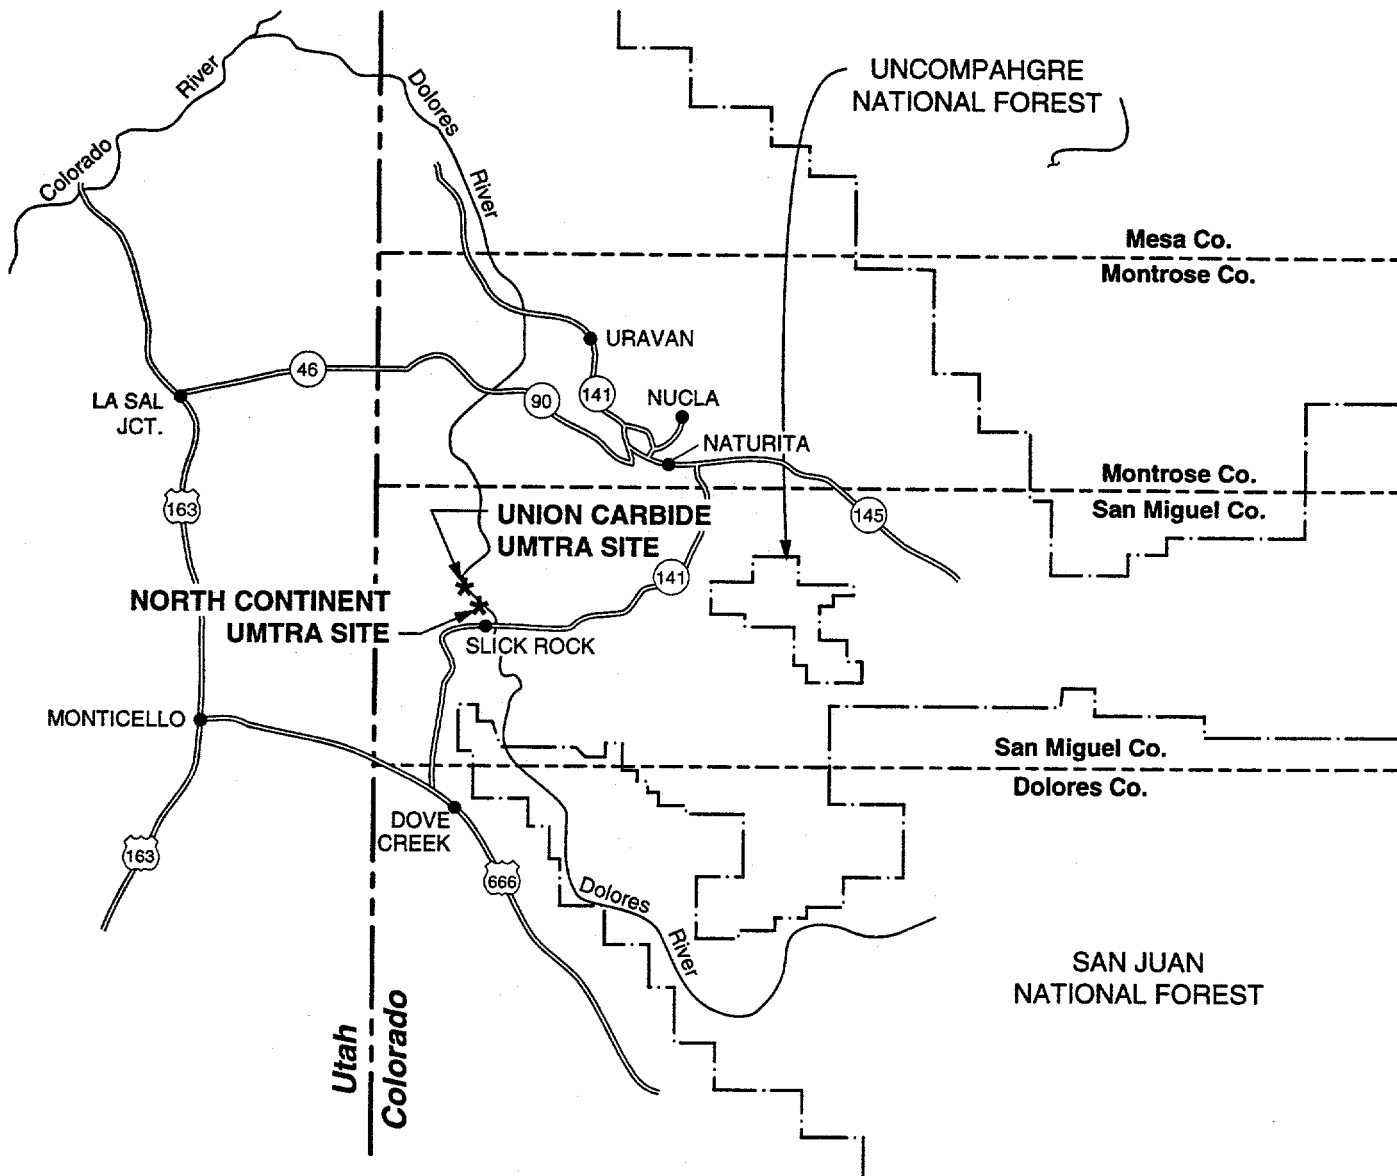 UNCOMPAHGRE
NATIONAL FOREST
Colorado River
Dolores River
Mesa Co.
Montrose Co.
URAVAN
46
LA SAL
JCT.
90
141
NUCLA
NATURITA
Montrose Co.
San Miguel Co.
163
145
UNION CARBIDE
UMTRA SITE
141
NORTH CONTINENT
UMTRA SITE
SLICK ROCK
MONTICELLO
San Miguel Co.
Dolores Co.
DOVE
CREEK
163
666
Dolores River
SAN JUAN
NATIONAL FOREST
Utah
Colorado